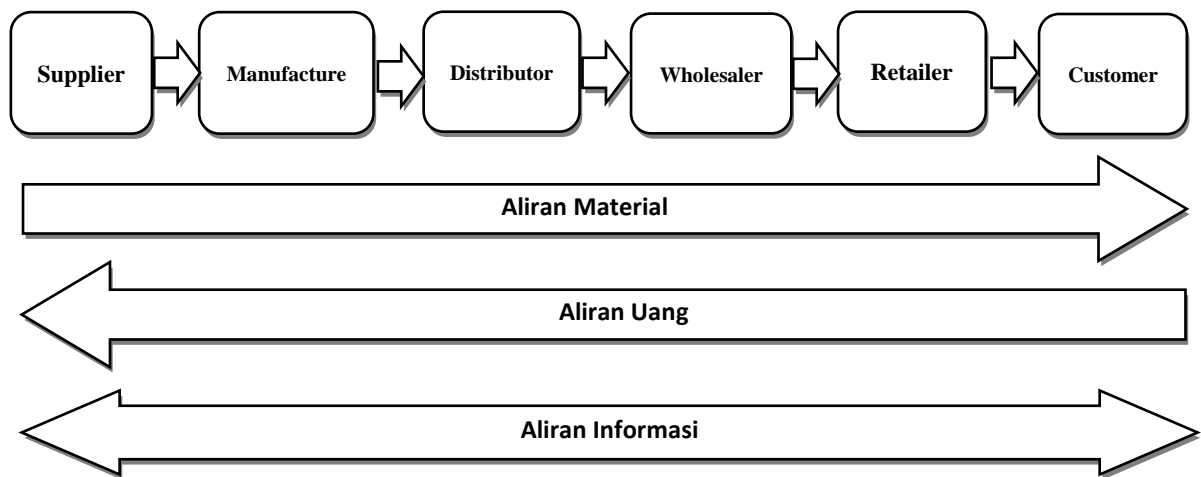 Supplier
Manufacture
Distributor
Wholesaler
Retailer
Customer
Aliran Material
Aliran Uang
Aliran Informasi